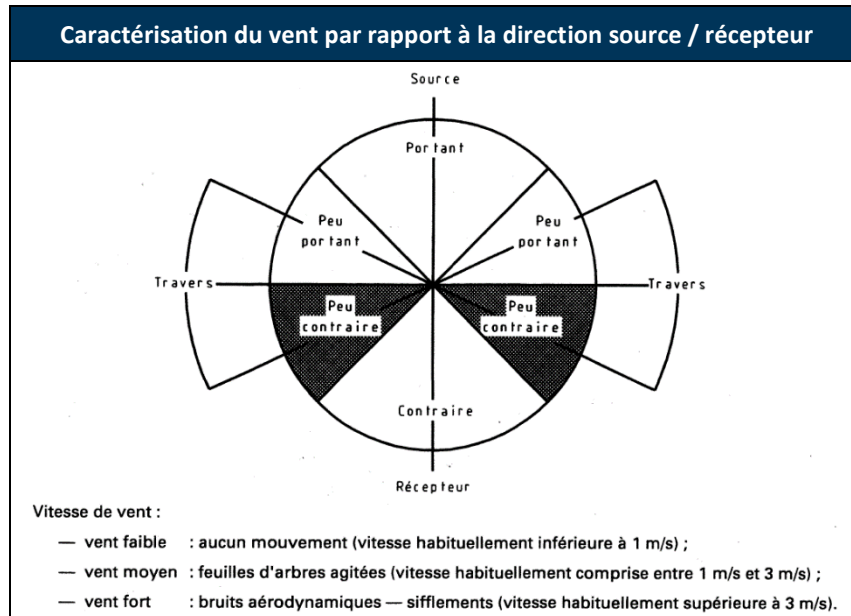 Caractérisation du vent par rapport à la direction source / récepteur
Source
Portant
Peu
portant
Peu
portant
Travers
Travers
Peu
contraire
Peu
contraire
Contraire
Récepteur
Vitesse de vent :
— vent faible : aucun mouvement (vitesse habituellement inférieure à 1 m/s) ;
— vent moyen : feuilles d'arbres agitées (vitesse habituellement comprise entre 1 m/s et 3 m/s) ;
— vent fort : bruits aérodynamiques — sifflements (vitesse habituellement supérieure à 3 m/s).